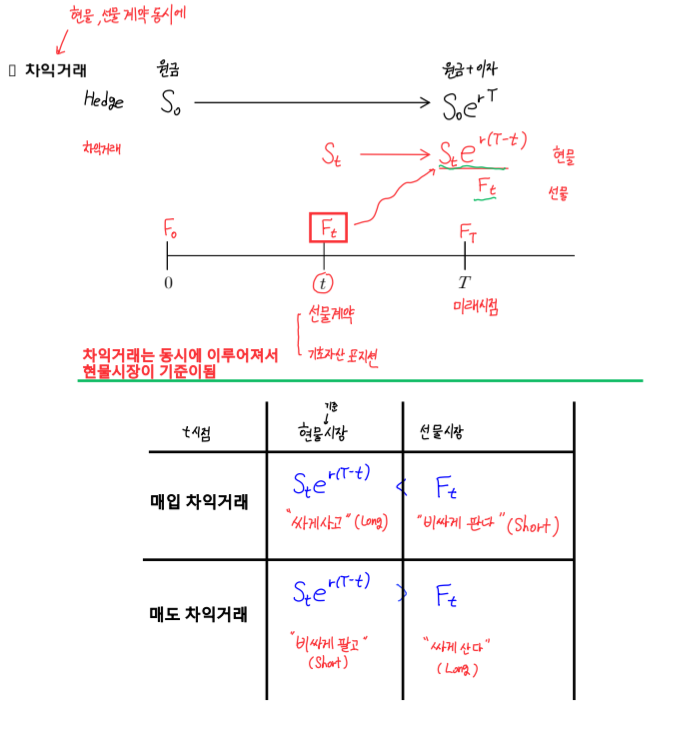 현물, 선물 계약 동시에
▯ 차익거래 원금 원금+이자
Hedge S₀ S₀e^{rT}
차익거래 S_t S_t e^{r(T-t)} 현물
F_t 선물
F₀ F_t F_T
0 t T
선물계약 미래시점
기초자산 포지션
차익거래는 동시에 이루어져서
현물시장이 기준이됨
기준
t시점 현물시장 선물시장
S_t e^{r(T-t)} < F_t
매입 차익거래
"싸게사고" (Long) "비싸게 판다" (Short)
S_t e^{r(T-t)} > F_t
매도 차익거래
"비싸게 팔고" "싸게 산다"
(Short) (Long)